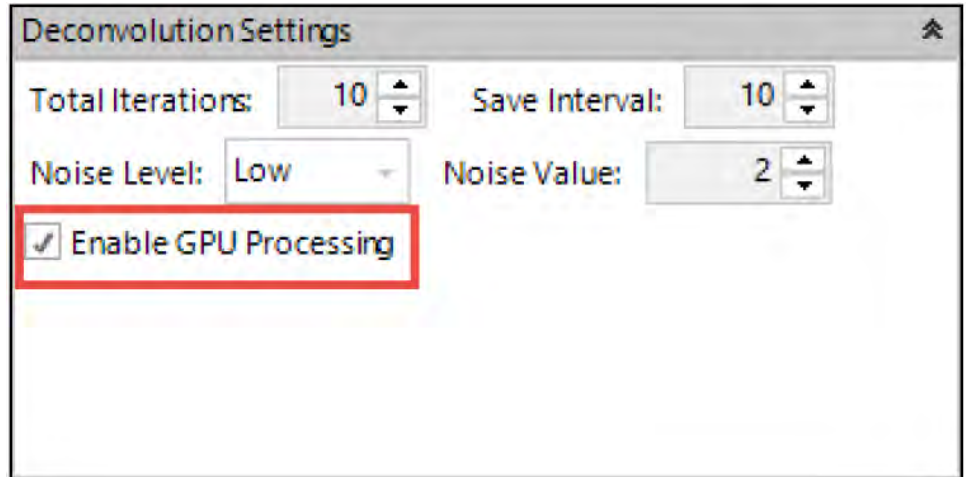 Deconvolution Settings
Total Iterations: 10 Save Interval: 10
Noise Level: Low Noise Value: 2
Enable GPU Processing